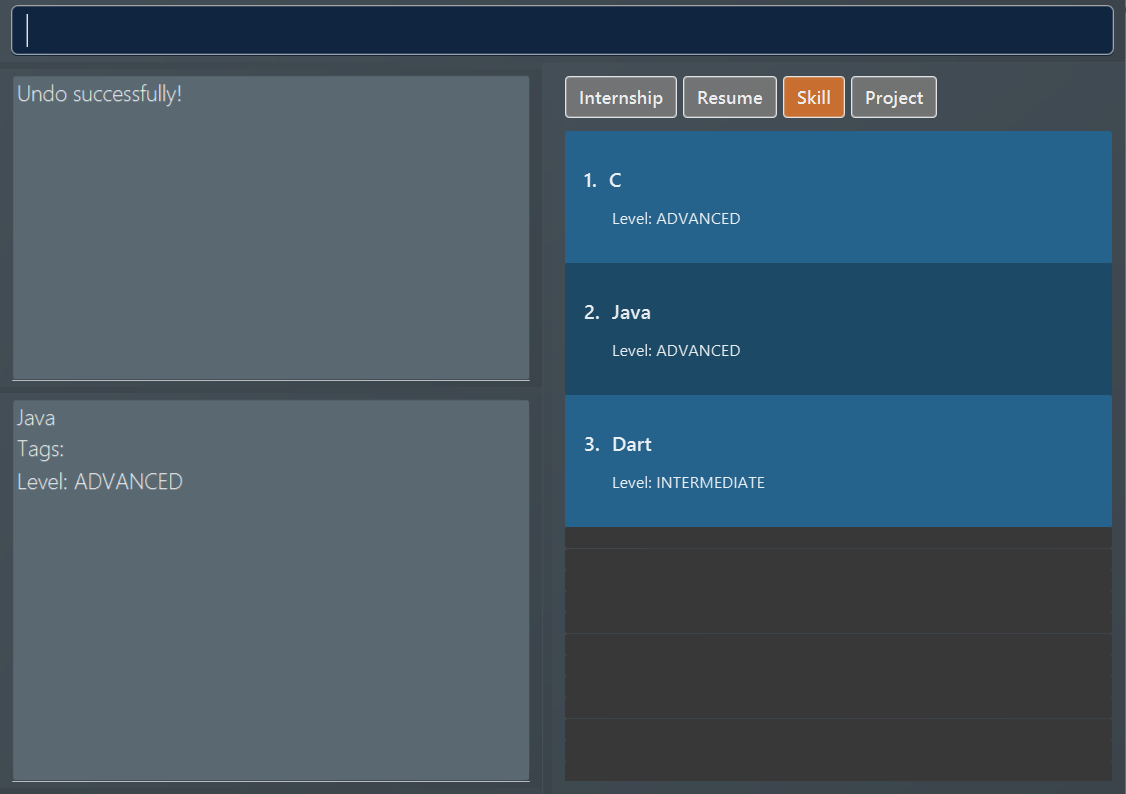 Undo successfully!
Java
Tags:
Level: ADVANCED
Internship Resume Skill Project
1. C
Level: ADVANCED
2. Java
Level: ADVANCED
3. Dart
Level: INTERMEDIATE